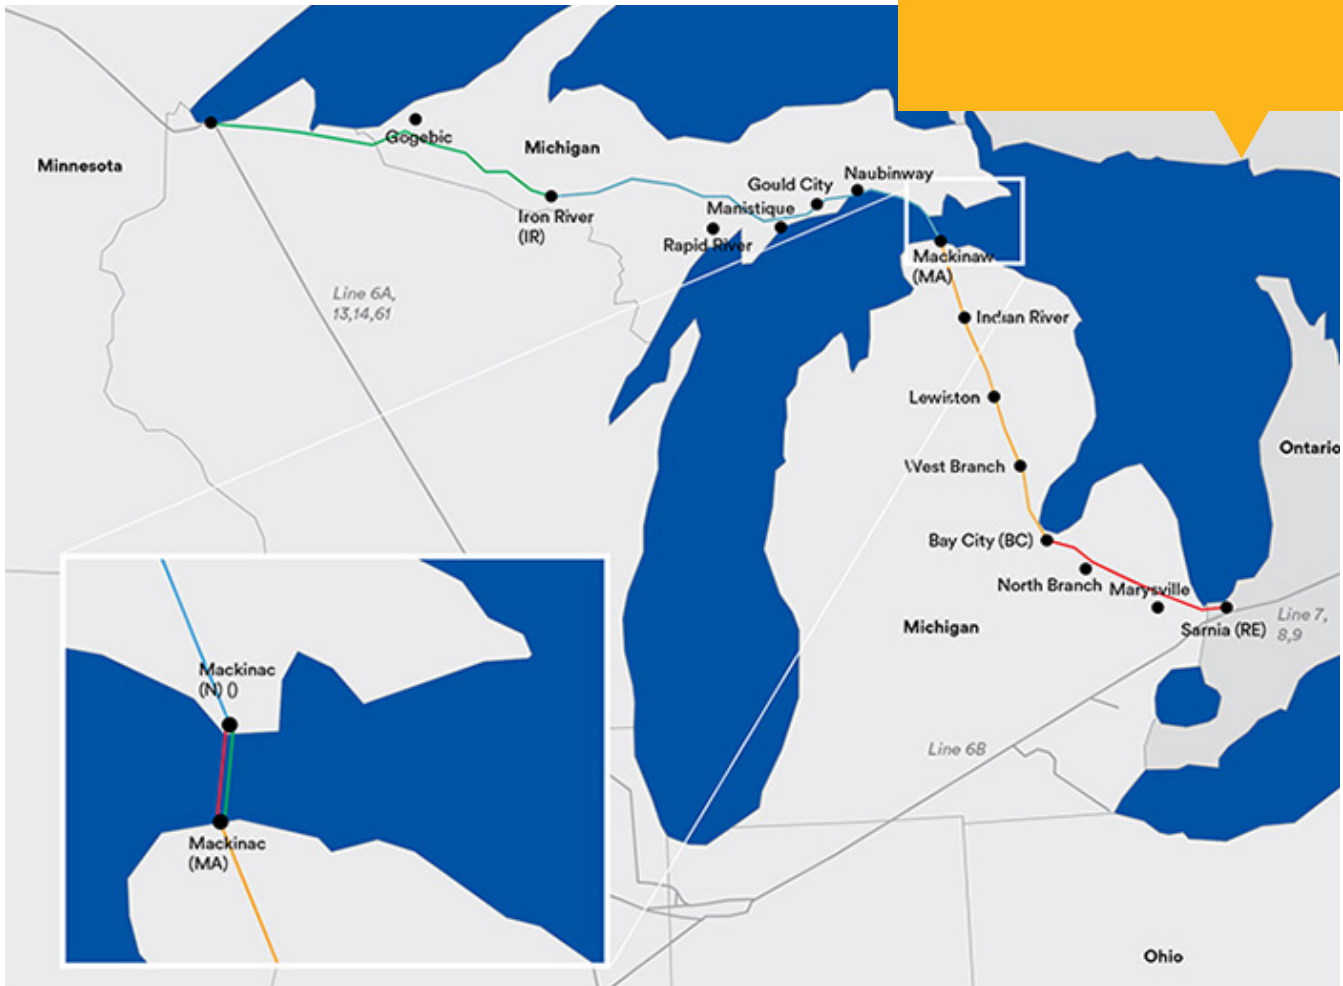 Minnesota
Gogebic
Michigan
Iron River
(IR)
Rapid River
Manistique
Gould City
Naubinway
Mackinaw
(MA)
Line 6A,
13,14,61
Indian River
Lewiston
West Branch
Bay City (BC)
North Branch
Marysville
Sarnia (RE)
Line 7,
8,9
Ontario
Michigan
Line 6B
Ohio
Mackinac
(N) ()
Mackinac
(MA)